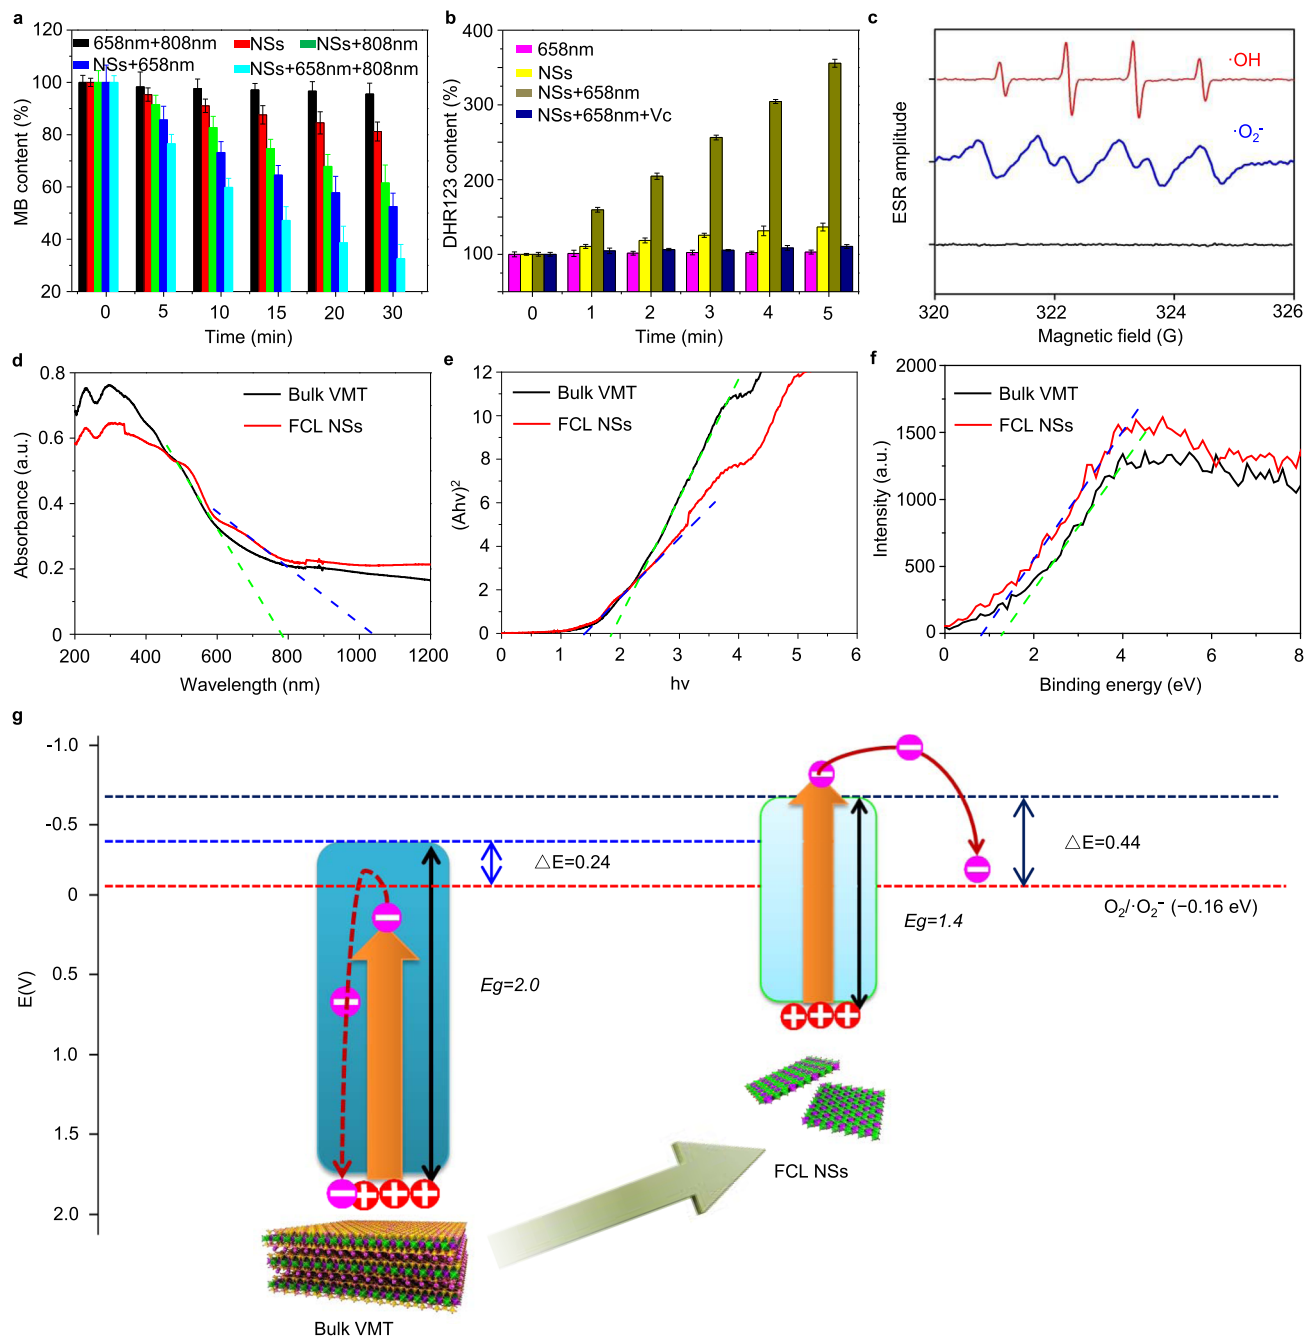 a
120
100
80
60
40
20
MB content (%)
658nm+808nm
NSs
NSs+808nm
NSs+658nm
NSs+658nm+808nm
0 5 10 15 20 30
Time (min)
b
400
350
300
250
200
150
100
DHR123 content (%)
658nm
NSs
NSs+658nm
NSs+658nm+Vc
0 1 2 3 4 5
Time (min)
c
ESR amplitude
·OH
·O₂⁻
320 322 324 326
Magnetic field (G)
d
0.8
0.6
0.4
0.2
0
Absorbance (a.u.)
Bulk VMT
FCL NSs
200 400 600 800 1000 1200
Wavelength (nm)
e
12
10
8
6
4
2
0
(Ahv)²
Bulk VMT
FCL NSs
0 1 2 3 4 5 6
hv
f
2000
1500
1000
500
0
Intensity (a.u.)
Bulk VMT
FCL NSs
0 2 4 6 8
Binding energy (eV)
g
-1.0
-0.5
0
0.5
1.0
1.5
2.0
E(V)
△E=0.24
△E=0.44
O₂/·O₂⁻ (−0.16 eV)
Eg=1.4
Eg=2.0
FCL NSs
Bulk VMT